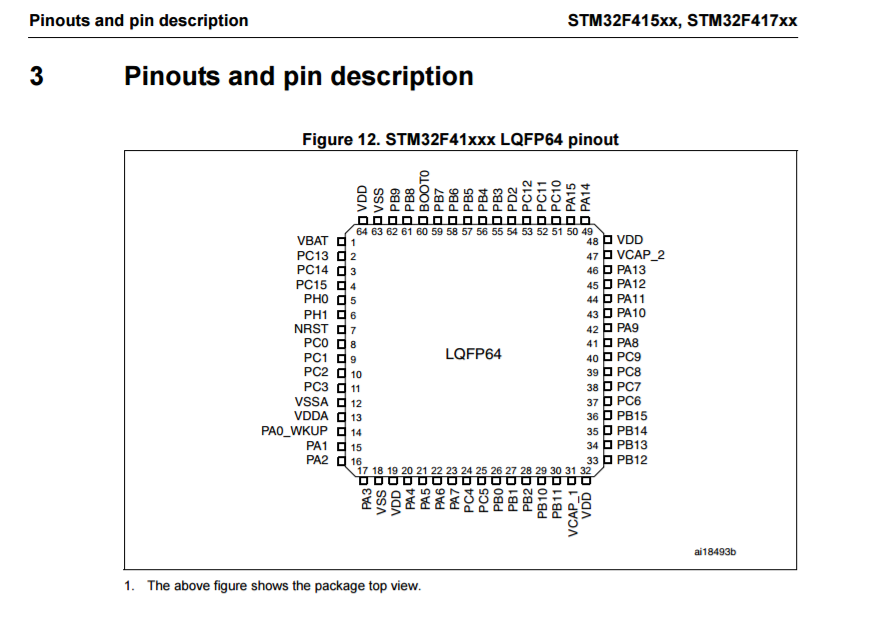 Pinouts and pin description STM32F415xx, STM32F417xx
3 Pinouts and pin description
Figure 12. STM32F41xxx LQFP64 pinout
VDD VSS PB9 PB8 BOOT0 PB7 PB6 PB5 PB4 PB3 PD2 PC12 PC11 PC10 PA15 PA14
64 63 62 61 60 59 58 57 56 55 54 53 52 51 50 49
VBAT 1 48 VDD
PC13 2 47 VCAP_2
PC14 3 46 PA13
PC15 4 45 PA12
PH0 5 44 PA11
PH1 6 43 PA10
NRST 7 42 PA9
PC0 8 41 PA8
LQFP64
PC1 9 40 PC9
PC2 10 39 PC8
PC3 11 38 PC7
VSSA 12 37 PC6
VDDA 13 36 PB15
PA0_WKUP 14 35 PB14
PA1 15 34 PB13
PA2 16 33 PB12
17 18 19 20 21 22 23 24 25 26 27 28 29 30 31 32
PA3 VSS VDD PA4 PA5 PA6 PA7 PC4 PC5 PB0 PB1 PB2 PB10 PB11 VCAP_1 VDD
ai18493b
1. The above figure shows the package top view.